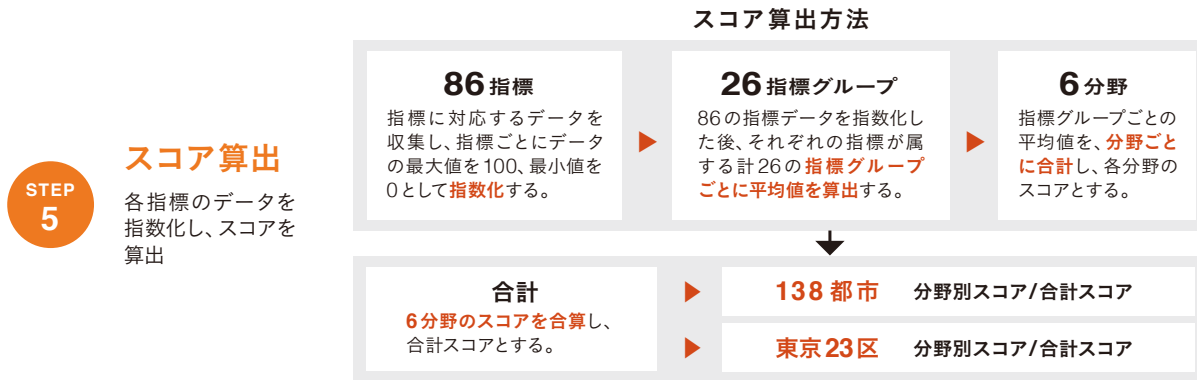 スコア算出方法
STEP
5
スコア算出
各指標のデータを
指数化し、スコアを
算出
86指標
指標に対応するデータを
収集し、指標ごとにデータ
の最大値を100、最小値を
0として指数化する。
26指標グループ
86の指標データを指数化し
た後、それぞれの指標が属
する計26の指標グループ
ごとに平均値を算出する。
6分野
指標グループごとの
平均値を、分野ごと
に合計し、各分野の
スコアとする。
合計
6分野のスコアを合算し、
合計スコアとする。
138都市 分野別スコア/合計スコア
東京23区 分野別スコア/合計スコア